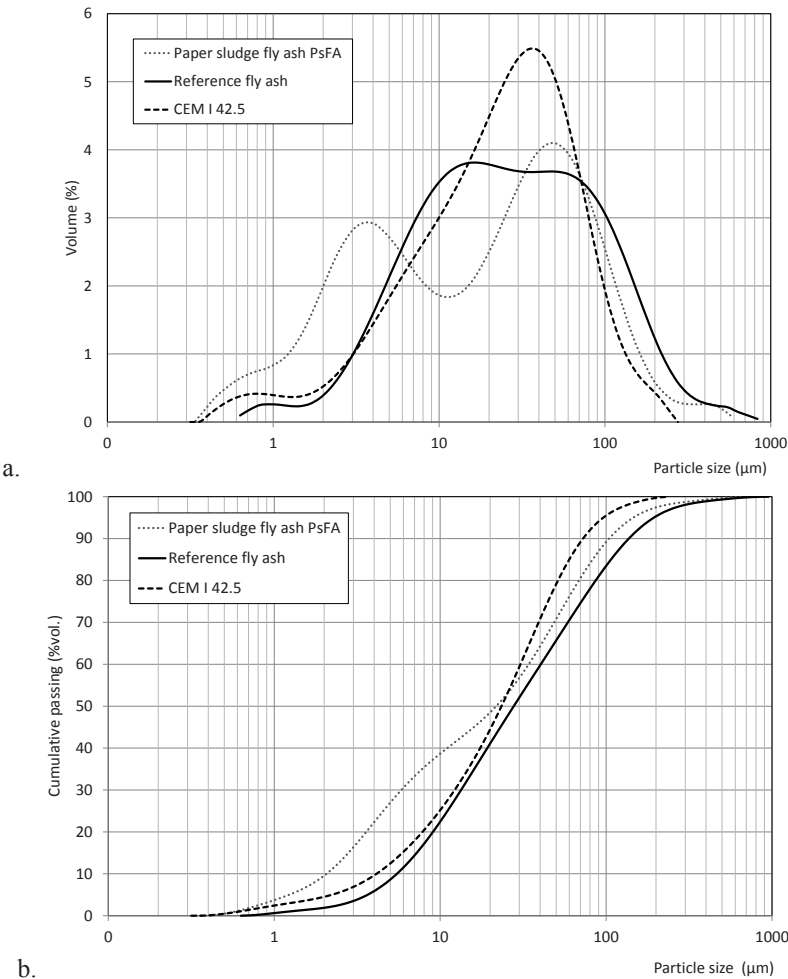 a.
6
5
4
3
2
1
0
Volume (%)
Paper sludge fly ash PsFA
Reference fly ash
CEM I 42.5
0 1 10 100 1000
Particle size (µm)
b.
100
90
80
70
60
50
40
30
20
10
0
Cumulative passing (%vol.)
Paper sludge fly ash PsFA
Reference fly ash
CEM I 42.5
0 1 10 100 1000
Particle size (µm)